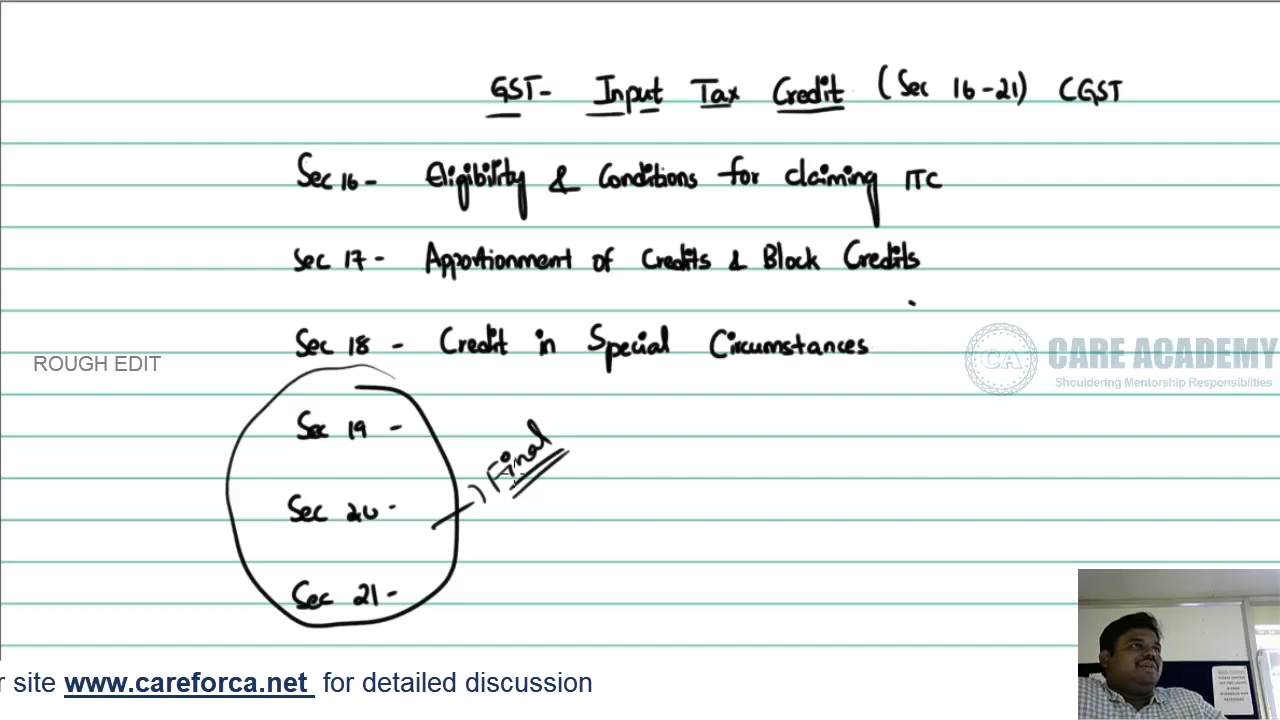 GST- Input Tax Credit (Sec 16-21) CGST
Sec 16 - Eligibility & Conditions for claiming ITC
Sec 17 - Apportionment of Credits & Block Credits
Sec 18 - Credit in Special Circumstances
ROUGH EDIT
CA CARE ACADEMY
Shouldering Mentorship Responsibilties
Sec 19 -
Final
Sec 20 -
Sec 21 -
r site www.careforca.net for detailed discussion